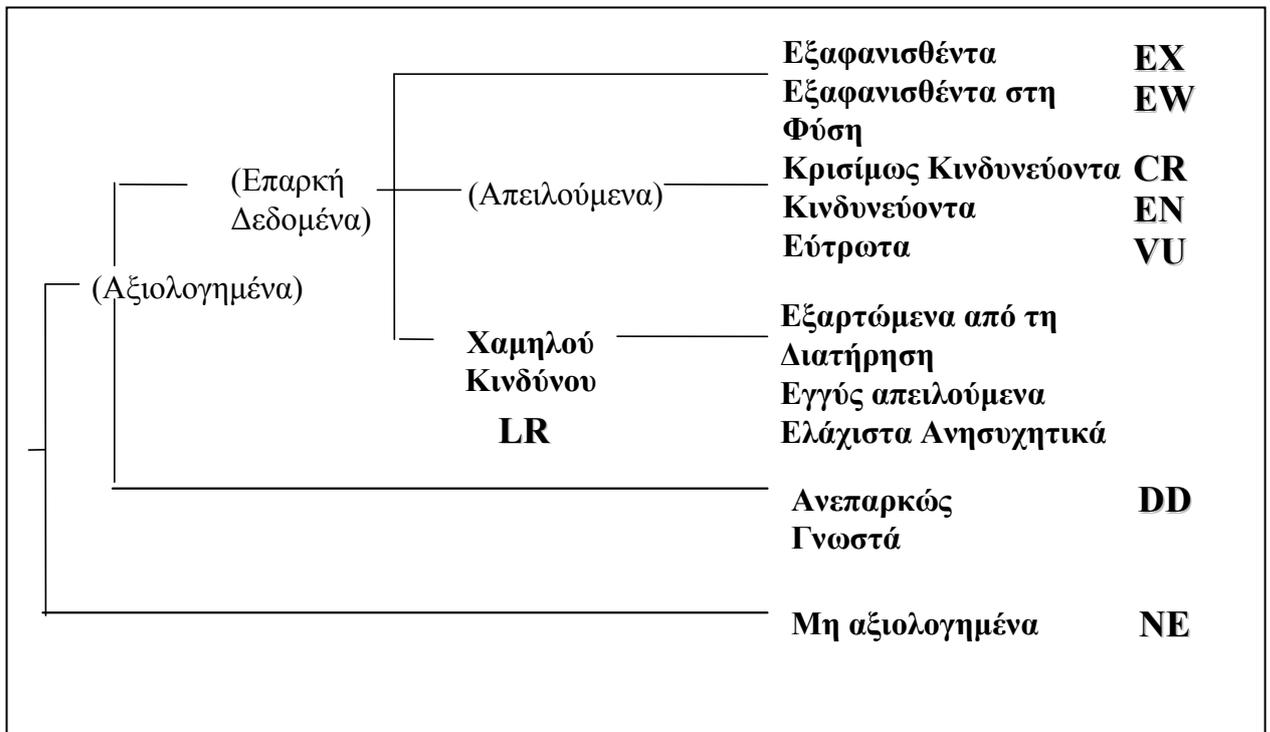 Εξαφανισθέντα EX
Εξαφανισθέντα στη EW
Φύση
(Επαρκή
Δεδομένα)
(Απειλούμενα)
Κρισίμως Κινδυνεύοντα CR
Κινδυνεύοντα EN
Εύτρωτα VU
(Αξιολογημένα)
Χαμηλού
Κινδύνου
LR
Εξαρτώμενα από τη
Διατήρηση
Εγγύς απειλούμενα
Ελάχιστα Ανησυχητικά
Ανεπαρκώς DD
Γνωστά
Μη αξιολογημένα NE